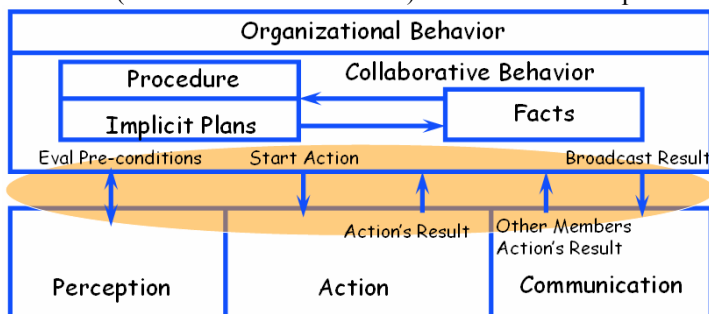 Organizational Behavior
Collaborative Behavior
Procedure
Implicit Plans
Facts
Eval Pre-conditions
Start Action
Broadcast Result
Action's Result
Other Members
Action's Result
Perception
Action
Communication